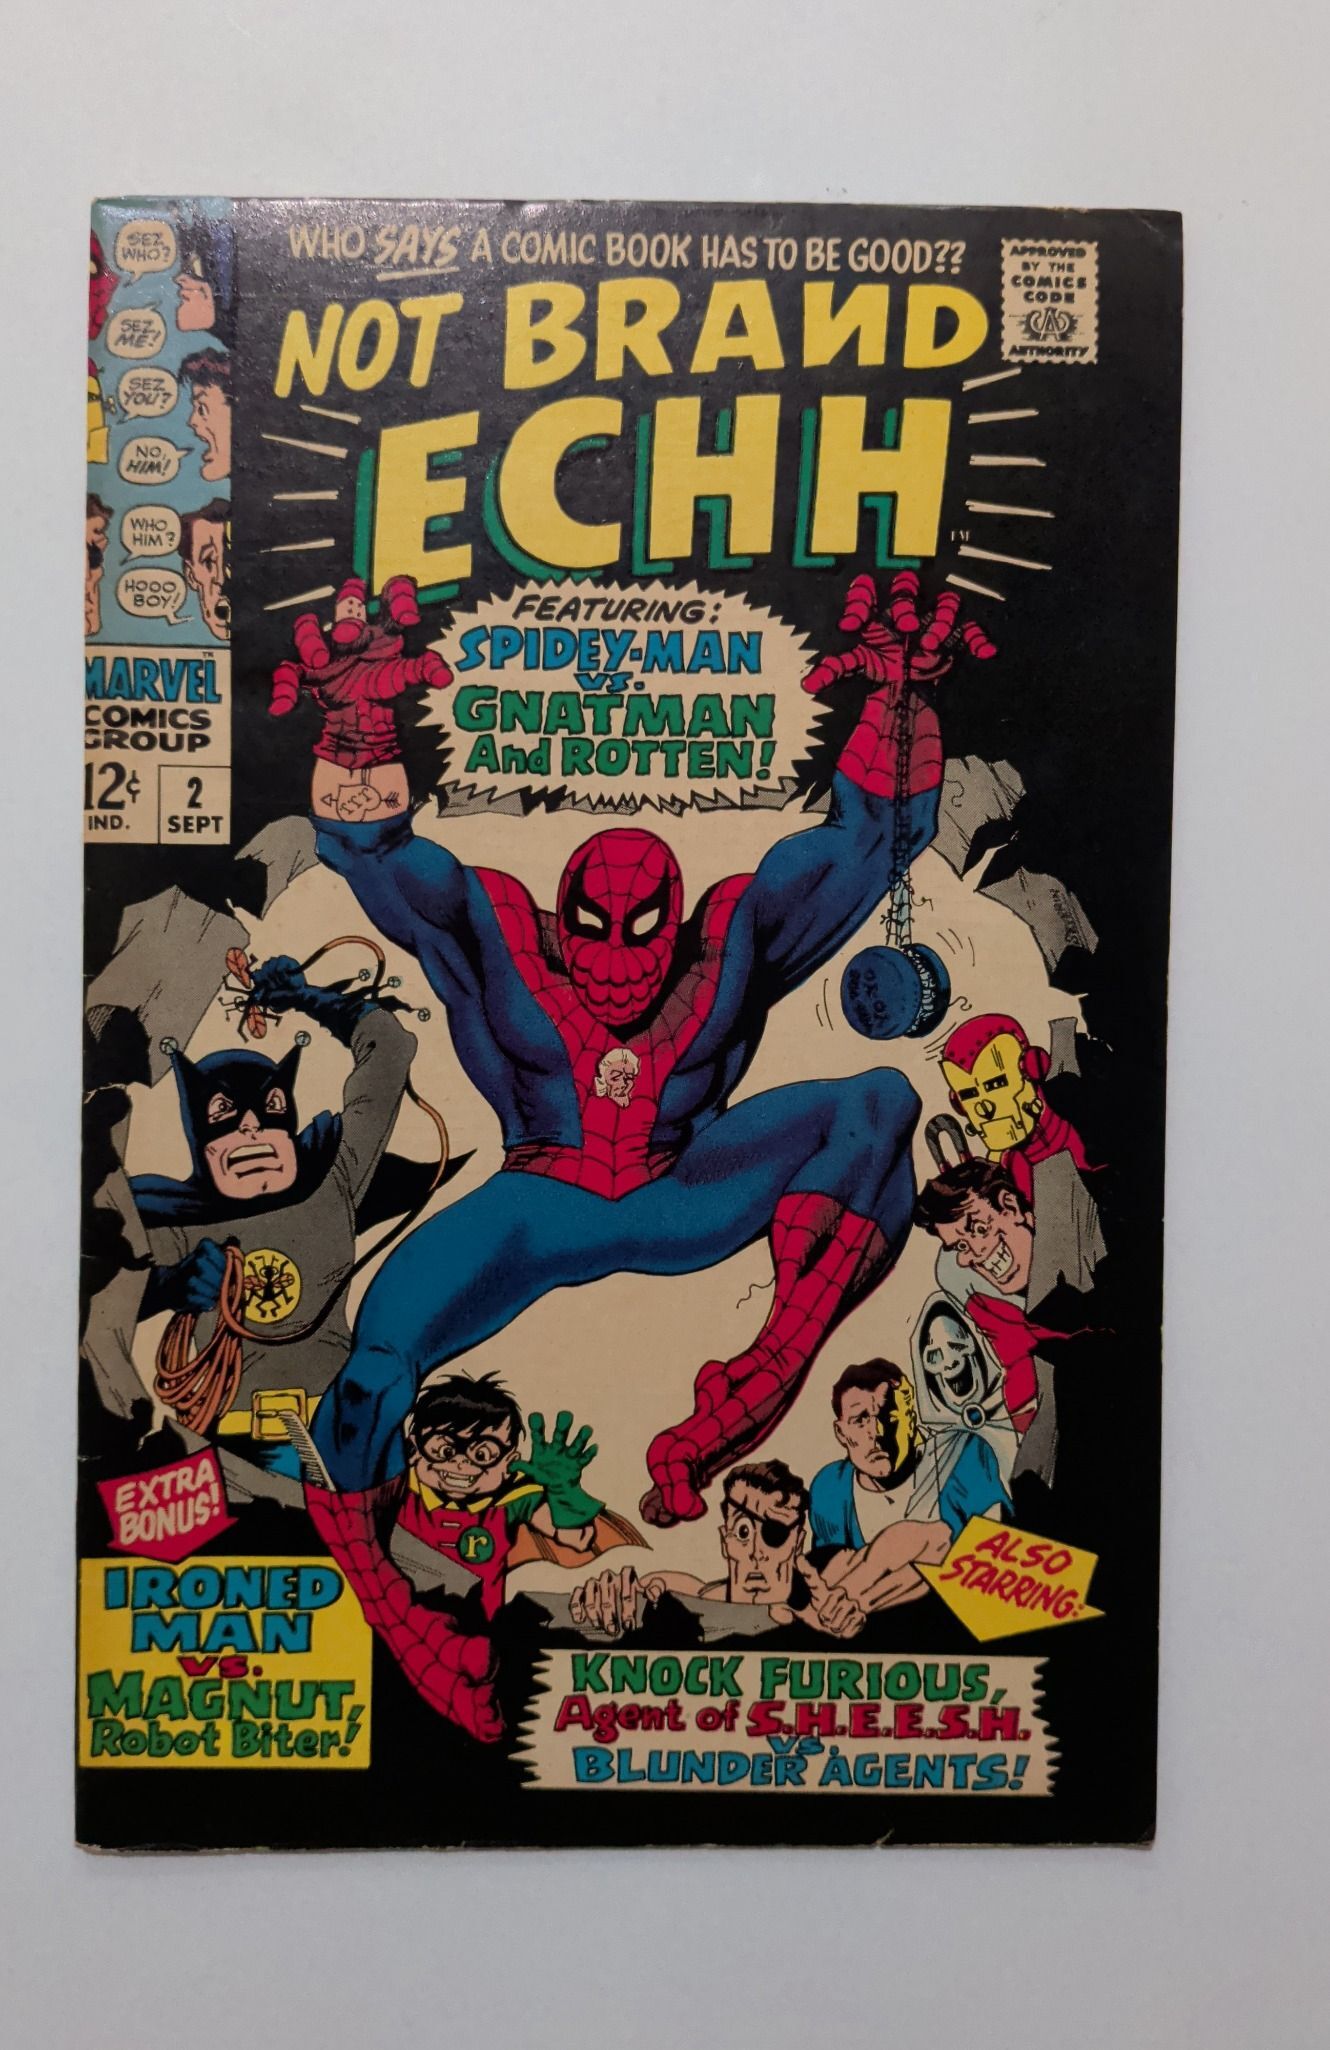 WHO SAYS A COMIC BOOK HAS TO BE GOOD??
NOT BRAND
ECHH
TM
APPROVED
BY THE
COMICS
CODE
AUTHORITY
SEZ
WHO?
SEZ
ME!
SEZ
YOU?
NO,
HIM!
WHO
HIM?
HOOO
BOY!
MARVEL
COMICS
GROUP
12¢
IND.
2
SEPT
FEATURING:
SPIDEY-MAN
VS.
GNATMAN
And ROTTEN!
r
EXTRA
BONUS!
IRONED
MAN
VS.
MAGNUT,
Robot Biter!
ALSO
STARRING:
KNOCK FURIOUS,
Agent of S.H.E.E.S.H.
VS.
BLUNDER AGENTS!